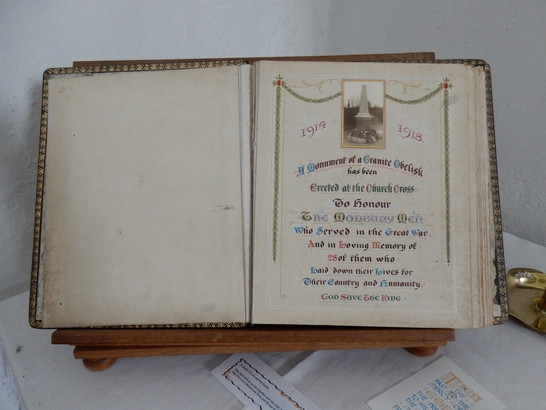 1914 1918.
A Monument of a Granite Obelisk
has been
Erected at the Church Cross
To Honour
The Modbury Men
Who Served in the Great War.
And in Loving Memory of
28 of them who
Laid down their Lives for
Their Country and Humanity.
God Save The King